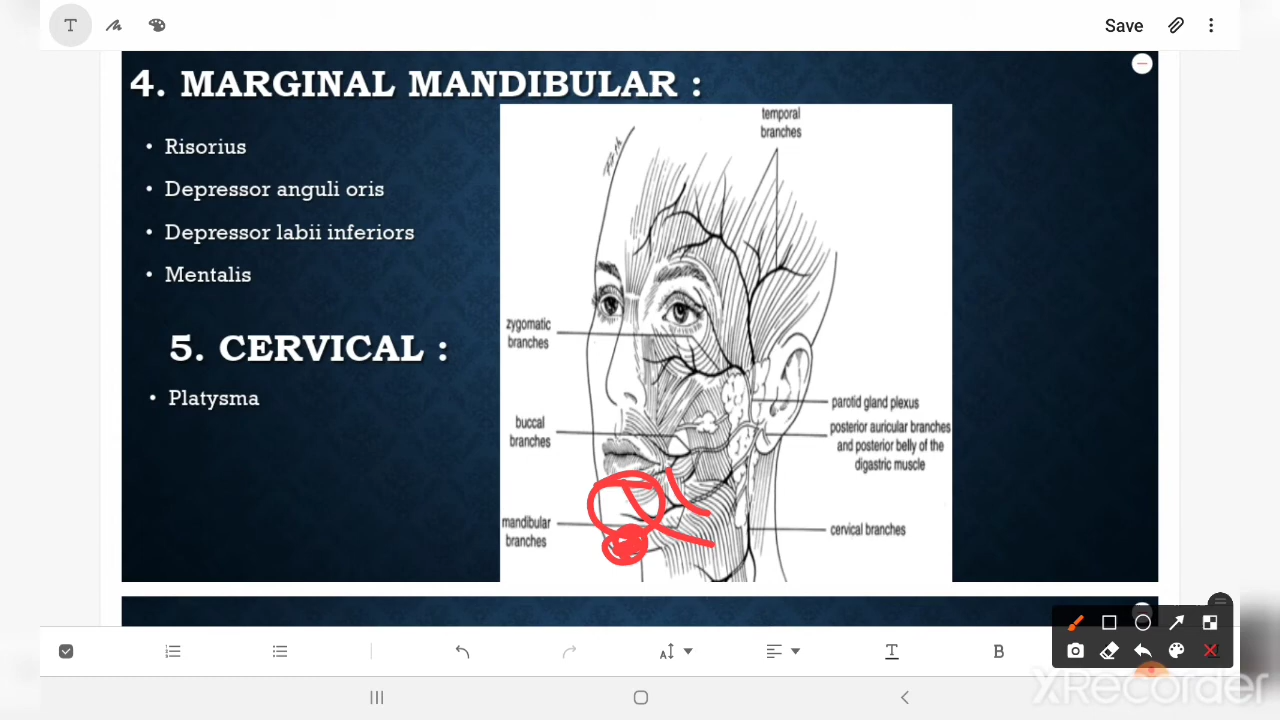 T
Save
4. MARGINAL MANDIBULAR :
• Risorius
• Depressor anguli oris
• Depressor labii inferiors
• Mentalis
5. CERVICAL :
• Platysma
temporal
branches
zygomatic
branches
buccal
branches
mandibular
branches
parotid gland plexus
posterior auricular branches
and posterior belly of the
digastric muscle
cervical branches
T
B
XRecorder